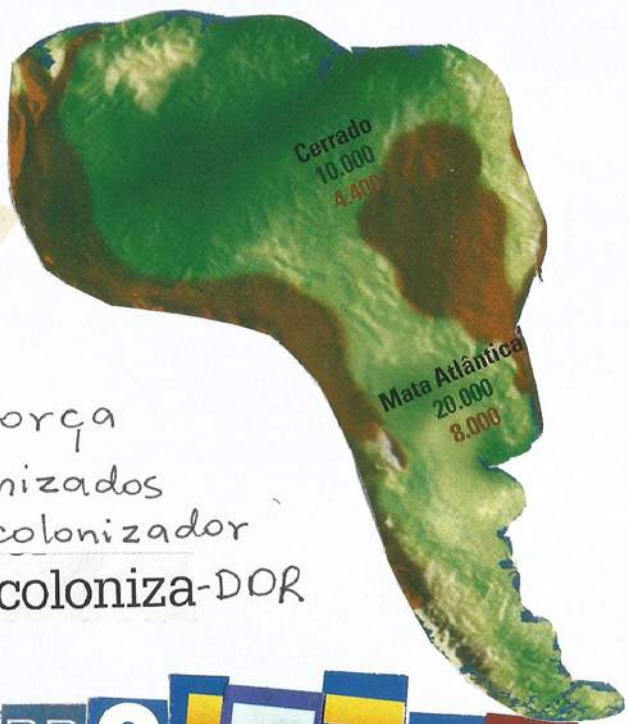 Cerrado
10.000
4.400
Mata Atlântica
20.000
8.000
orça
nizados
colonizador
coloniza-DOR